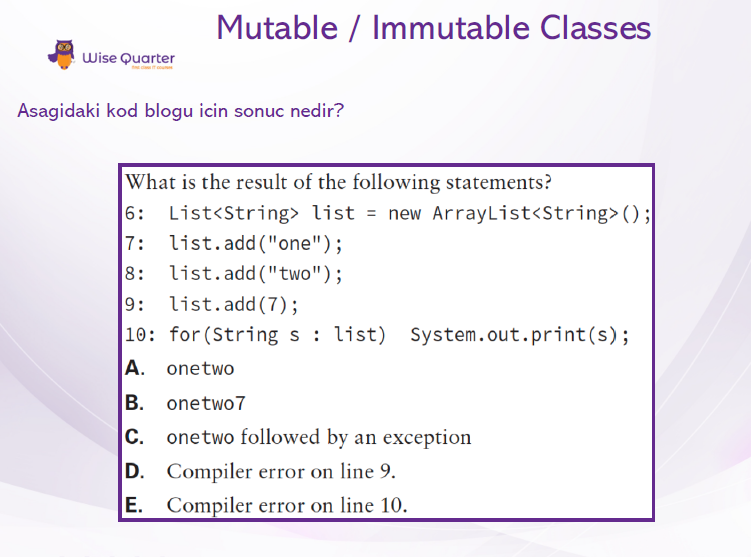 Mutable / Immutable Classes
Wise Quarter
Asagidaki kod blogu icin sonuc nedir?
What is the result of the following statements?
6: List<String> list = new ArrayList<String>();
7: list.add("one");
8: list.add("two");
9: list.add(7);
10: for(String s : list) System.out.print(s);
A. onetwo
B. onetwo7
C. onetwo followed by an exception
D. Compiler error on line 9.
E. Compiler error on line 10.